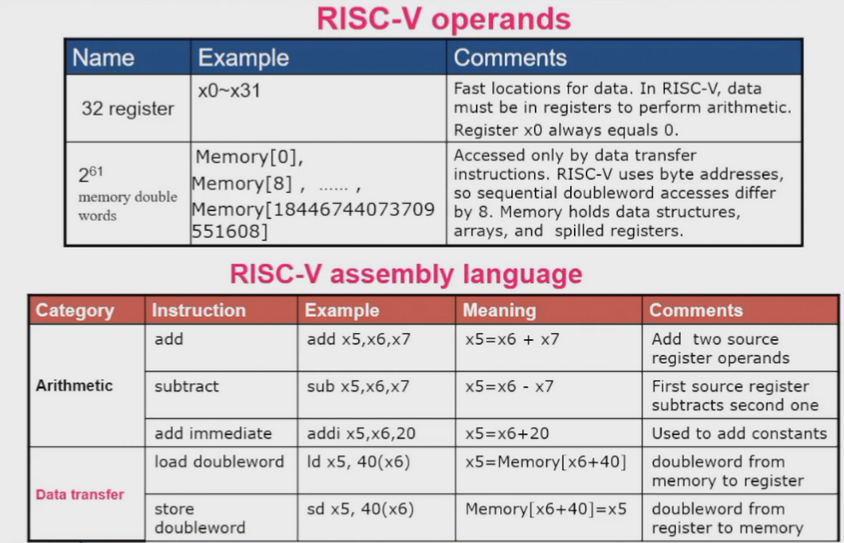 RISC-V operands
Name Example Comments
32 register
x0~x31
Fast locations for data. In RISC-V, data
must be in registers to perform arithmetic.
Register x0 always equals 0.
2⁶¹
memory double
words
Memory[0],
Memory[8] , ...... ,
Memory[18446744073709
551608]
Accessed only by data transfer
instructions. RISC-V uses byte addresses,
so sequential doubleword accesses differ
by 8. Memory holds data structures,
arrays, and spilled registers.
RISC-V assembly language
Category Instruction Example Meaning Comments
Arithmetic
add
add x5,x6,x7
x5=x6 + x7
Add two source
register operands
subtract
sub x5,x6,x7
x5=x6 - x7
First source register
subtracts second one
add immediate
addi x5,x6,20
x5=x6+20
Used to add constants
Data transfer
load doubleword
ld x5, 40(x6)
x5=Memory[x6+40]
doubleword from
memory to register
store
doubleword
sd x5, 40(x6)
Memory[x6+40]=x5
doubleword from
register to memory